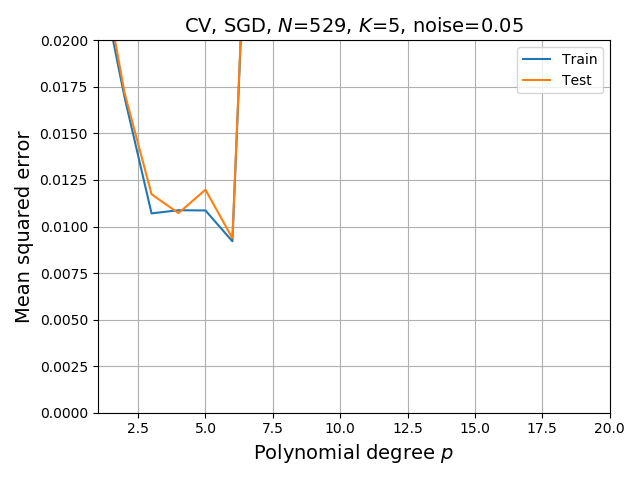 CV, SGD, N=529, K=5, noise=0.05
Train
Test
0.0200
0.0175
0.0150
0.0125
0.0100
0.0075
0.0050
0.0025
0.0000
Mean squared error
2.5 5.0 7.5 10.0 12.5 15.0 17.5 20.0
Polynomial degree p